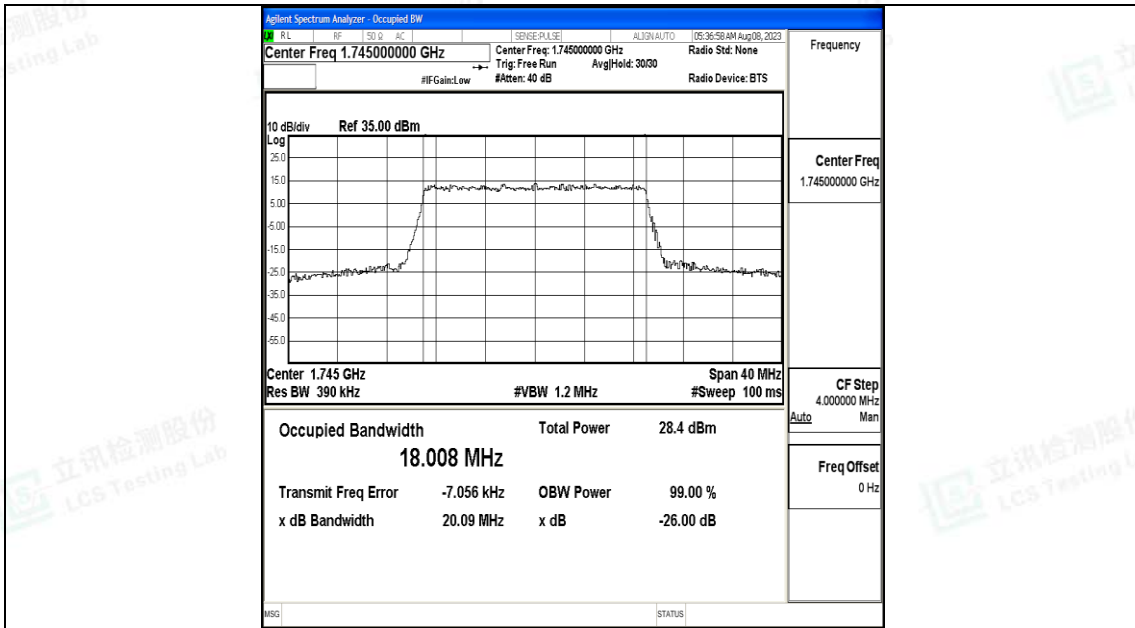 Agilent Spectrum Analyzer - Occupied BW
RL RF 50 Ω AC SENSE:PULSE ALIGN AUTO 05:36:58 AM Aug 08, 2023
Center Freq 1.745000000 GHz
Center Freq: 1.745000000 GHz
Radio Std: None
Trig: Free Run Avg|Hold: 30/30
#IFGain:Low
#Atten: 40 dB
Radio Device: BTS
Frequency
10 dB/div Ref 35.00 dBm
Log
25.0
15.0
5.00
-5.00
-15.0
-25.0
-35.0
-45.0
-55.0
Center 1.745 GHz Span 40 MHz
Res BW 390 kHz #VBW 1.2 MHz #Sweep 100 ms
Center Freq
1.745000000 GHz
CF Step
4.000000 MHz
Auto Man
Freq Offset
0 Hz
Occupied Bandwidth Total Power 28.4 dBm
18.008 MHz
Transmit Freq Error -7.056 kHz OBW Power 99.00 %
x dB Bandwidth 20.09 MHz x dB -26.00 dB
MSG STATUS
立讯检测股份
LCS Testing Lab
立讯检测股份
LCS Testing L
测股份
sting Lab
立